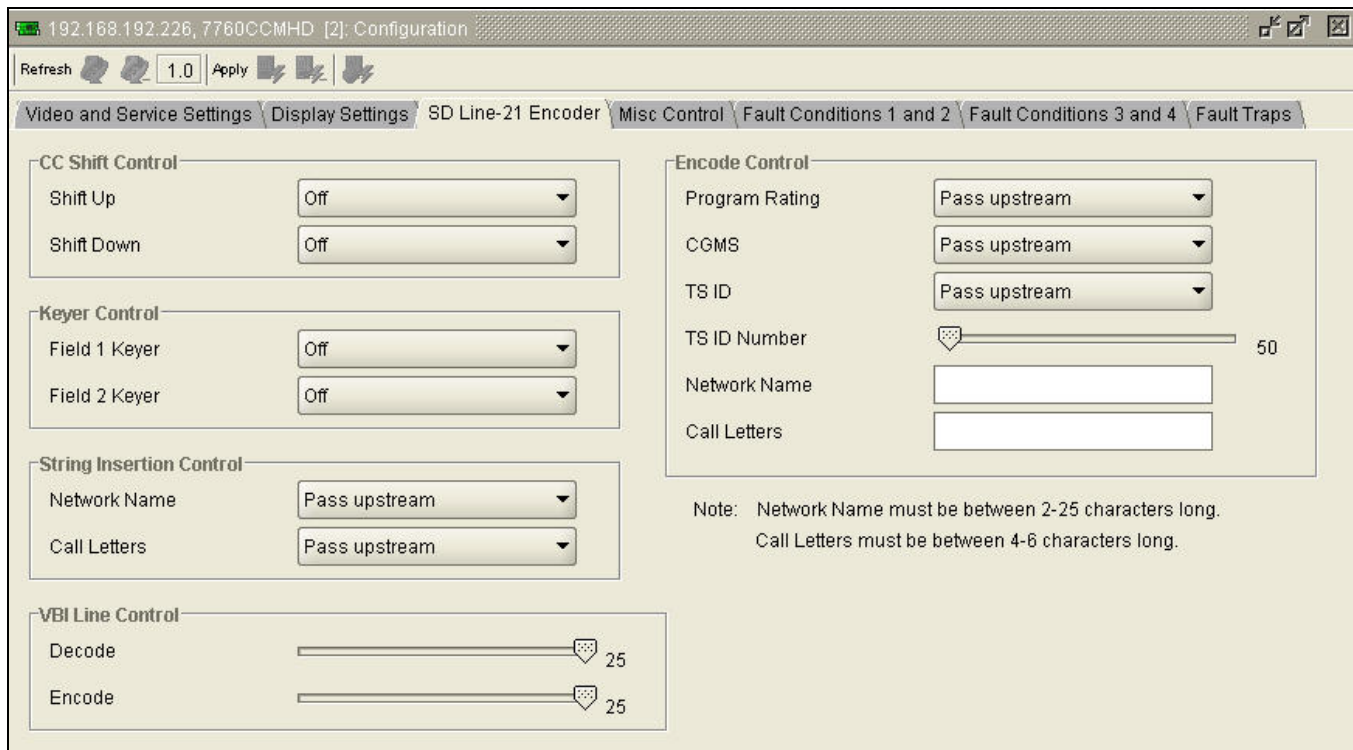 192.168.192.226, 7760CCMHD [2]: Configuration
Refresh 1.0 Apply
Video and Service Settings Display Settings SD Line-21 Encoder Misc Control Fault Conditions 1 and 2 Fault Conditions 3 and 4 Fault Traps
CC Shift Control
Shift Up Off
Shift Down Off
Keyer Control
Field 1 Keyer Off
Field 2 Keyer Off
String Insertion Control
Network Name Pass upstream
Call Letters Pass upstream
VBI Line Control
Decode 25
Encode 25
Encode Control
Program Rating Pass upstream
CGMS Pass upstream
TS ID Pass upstream
TS ID Number 50
Network Name
Call Letters
Note: Network Name must be between 2-25 characters long.
Call Letters must be between 4-6 characters long.